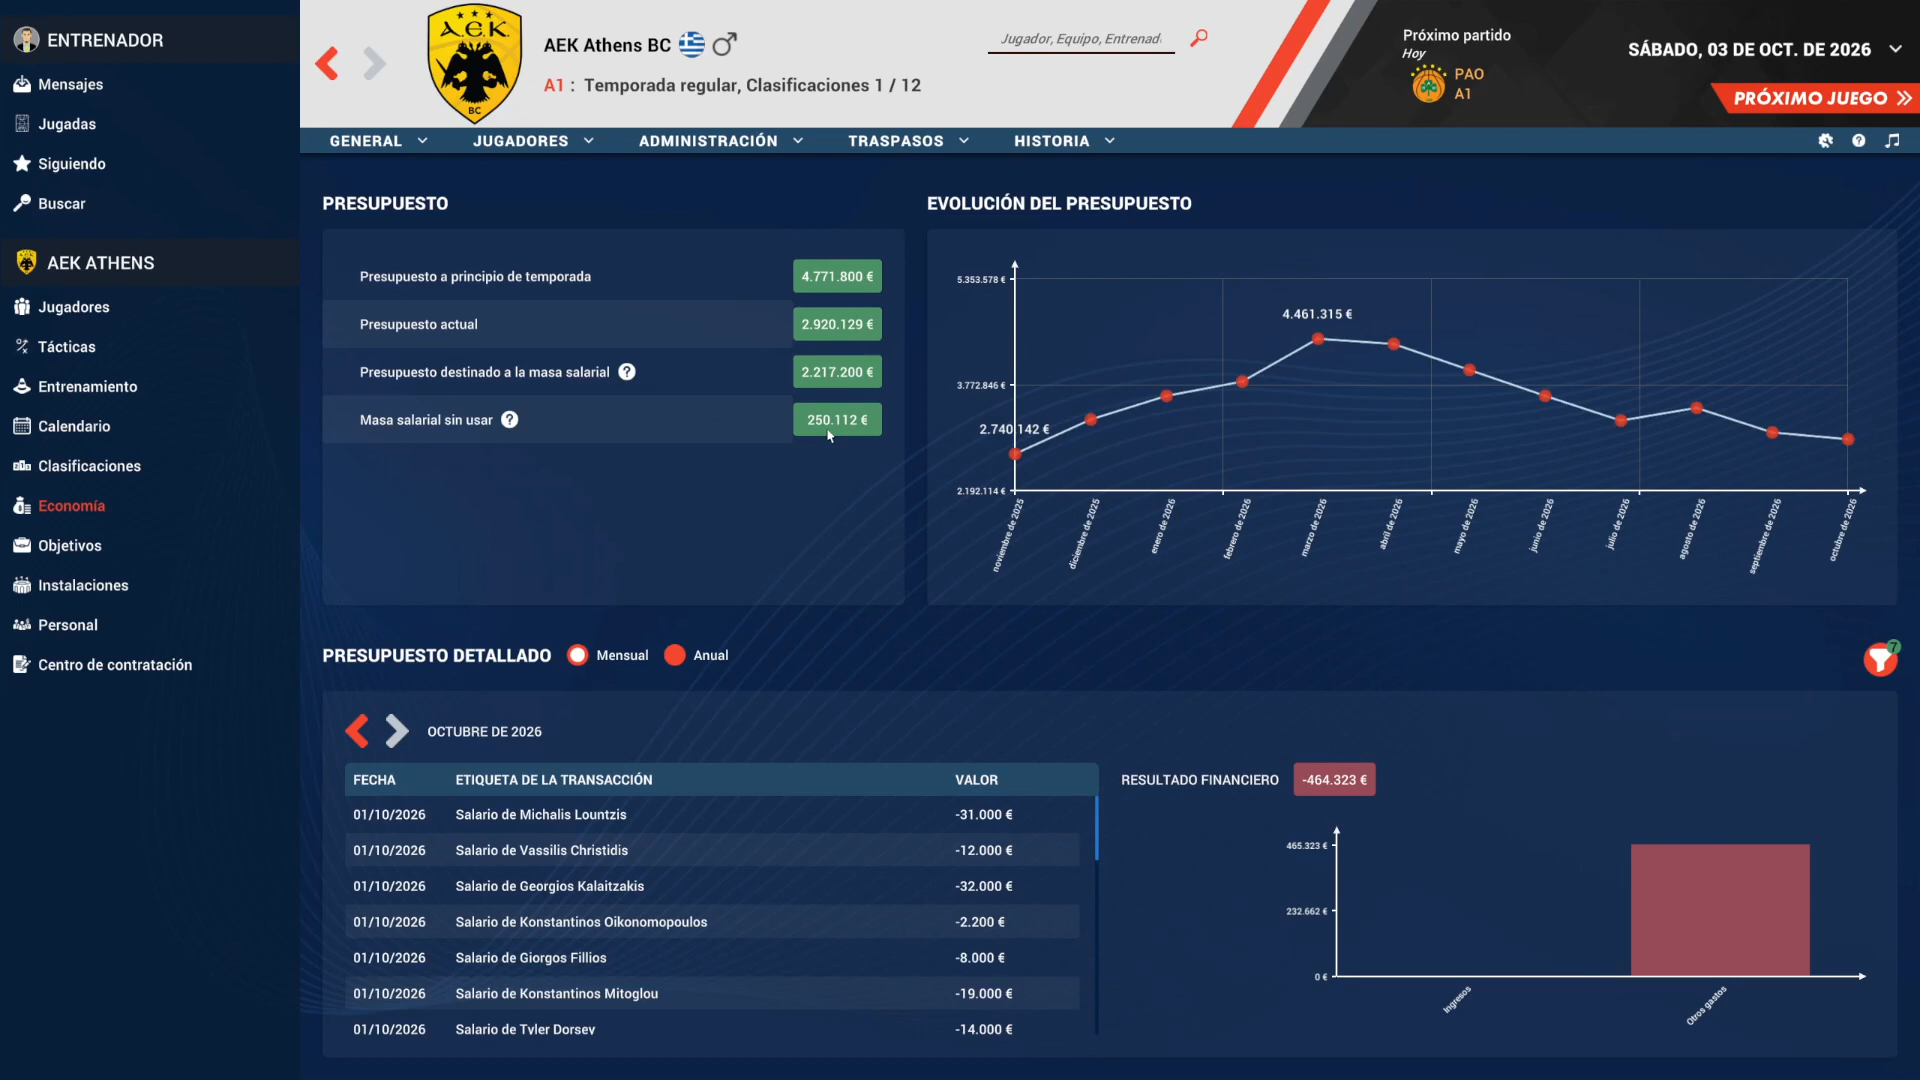 ENTRENADOR
Mensajes
Jugadas
Siguiendo
Buscar
AEK ATHENS
Jugadores
Tácticas
Entrenamiento
Calendario
Clasificaciones
Economía
Objetivos
Instalaciones
Personal
Centro de contratación
A.E.K.
BC
AEK Athens BC
A1 : Temporada regular, Clasificaciones 1 / 12
Jugador, Equipo, Entrenad
Próximo partido
Hoy
PAO
A1
SÁBADO, 03 DE OCT. DE 2026
PRÓXIMO JUEGO
GENERAL
JUGADORES
ADMINISTRACIÓN
TRASPASOS
HISTORIA
PRESUPUESTO
Presupuesto a principio de temporada 4.771.800 €
Presupuesto actual 2.920.129 €
Presupuesto destinado a la masa salarial ? 2.217.200 €
Masa salarial sin usar ? 250.112 €
EVOLUCIÓN DEL PRESUPUESTO
5.353.578 €
3.772.846 €
2.192.114 €
4.461.315 €
2.740.142 €
noviembre de 2025
diciembre de 2025
enero de 2026
febrero de 2026
marzo de 2026
abril de 2026
mayo de 2026
junio de 2026
julio de 2026
agosto de 2026
septiembre de 2026
octubre de 2026
PRESUPUESTO DETALLADO
Mensual
Anual
7
OCTUBRE DE 2026
FECHA ETIQUETA DE LA TRANSACCIÓN VALOR
01/10/2026 Salario de Michalis Lountzis -31.000 €
01/10/2026 Salario de Vassilis Christidis -12.000 €
01/10/2026 Salario de Georgios Kalaitzakis -32.000 €
01/10/2026 Salario de Konstantinos Oikonomopoulos -2.200 €
01/10/2026 Salario de Giorgos Fillios -8.000 €
01/10/2026 Salario de Konstantinos Mitoglou -19.000 €
01/10/2026 Salario de Tyler Dorsey -14.000 €
RESULTADO FINANCIERO -464.323 €
465.323 €
232.662 €
0 €
Ingresos
Otros gastos